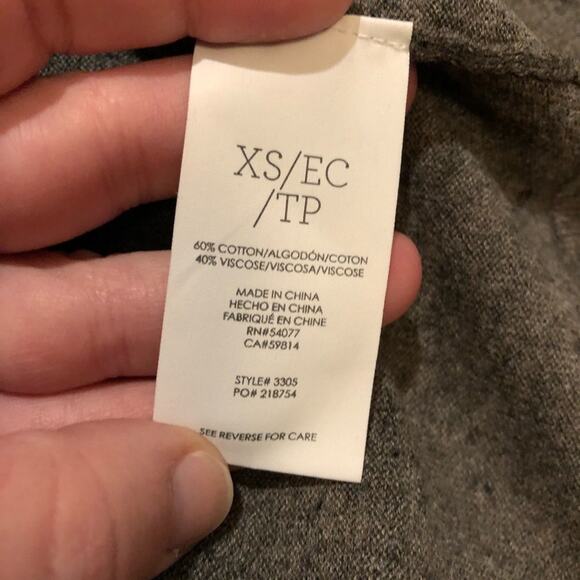 XS/EC
/TP
60% COTTON/ALGODÓN/COTON
40% VISCOSE/VISCOSA/VISCOSE
MADE IN CHINA
HECHO EN CHINA
FABRIQUÉ EN CHINE
RN#54077
CA#59814
STYLE# 3305
PO# 218754
SEE REVERSE FOR CARE